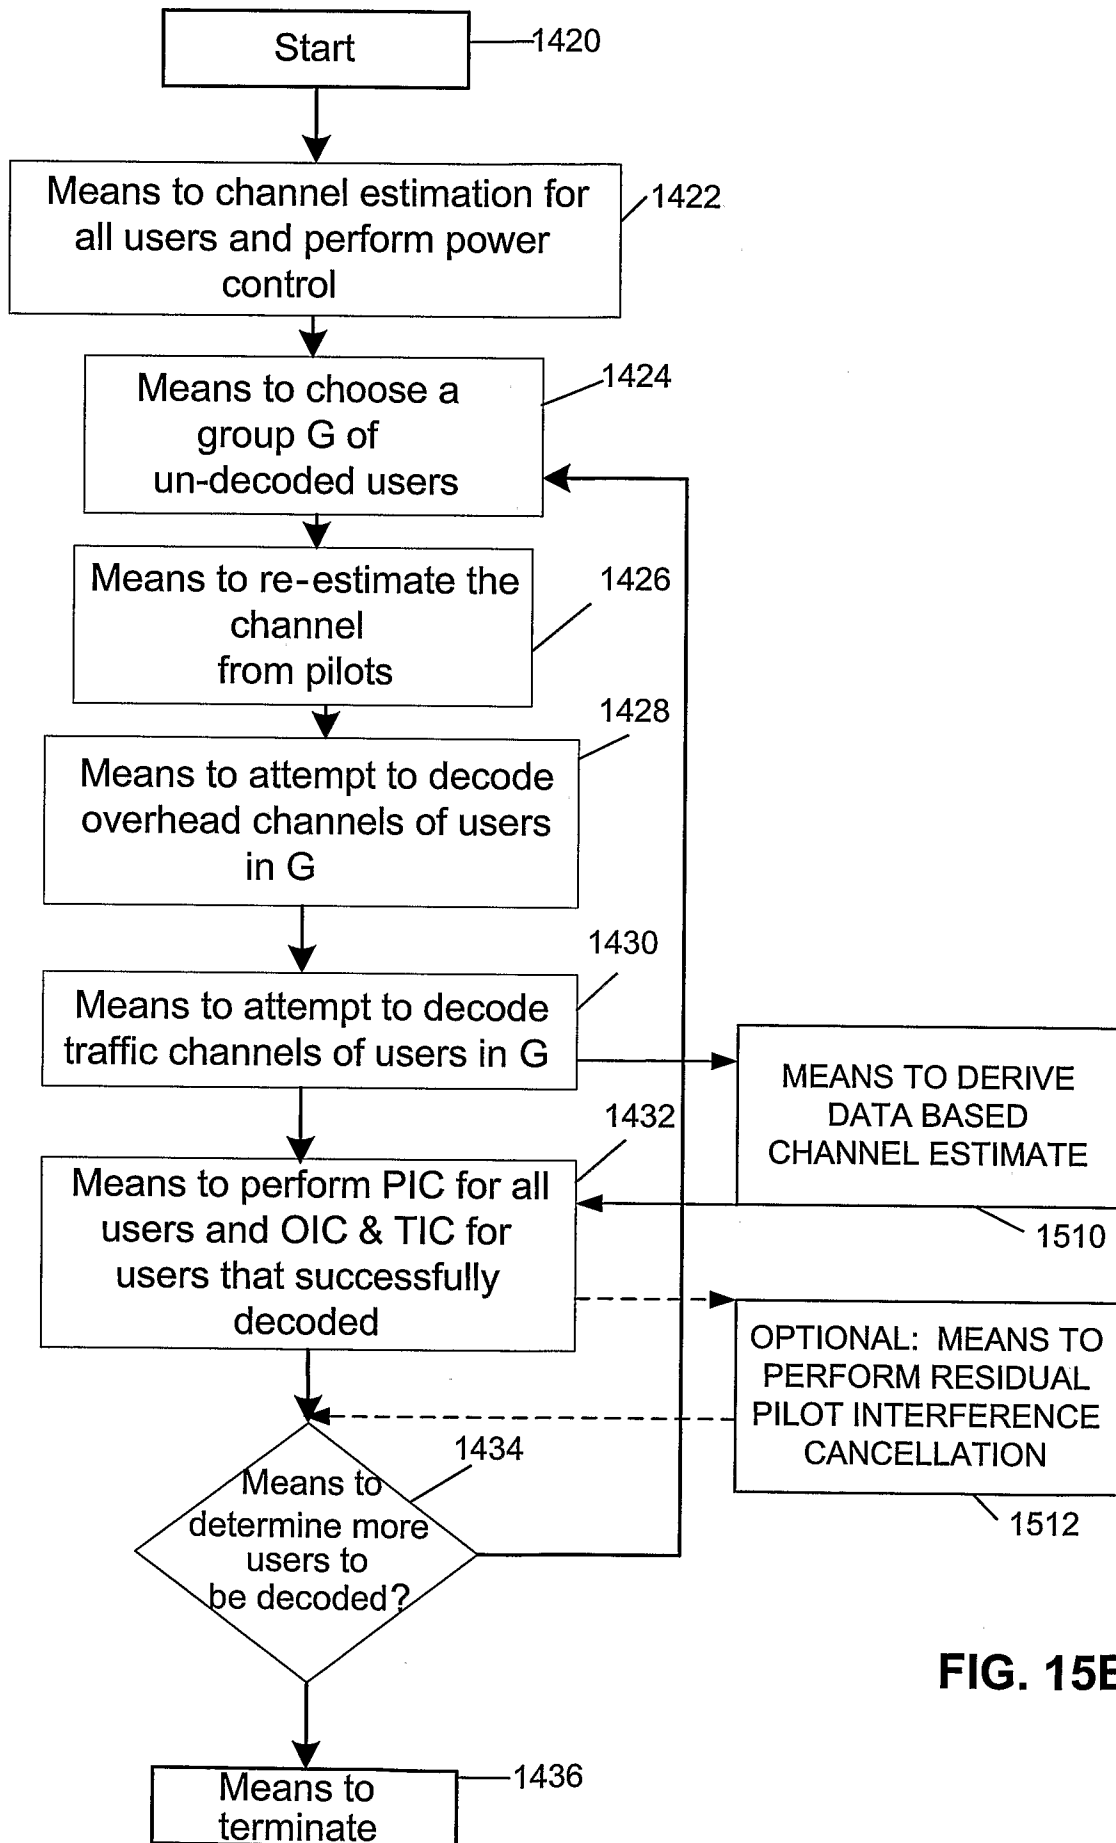 Start
1420
Means to channel estimation for
all users and perform power
control
1422
Means to choose a
group G of
un-decoded users
1424
Means to re-estimate the
channel
from pilots
1426
Means to attempt to decode
overhead channels of users
in G
1428
Means to attempt to decode
traffic channels of users in G
1430
MEANS TO DERIVE
DATA BASED
CHANNEL ESTIMATE
1510
Means to perform PIC for all
users and OIC & TIC for
users that successfully
decoded
1432
OPTIONAL: MEANS TO
PERFORM RESIDUAL
PILOT INTERFERENCE
CANCELLATION
1512
Means to
determine more
users to
be decoded?
1434
FIG. 15B
Means to
terminate
1436